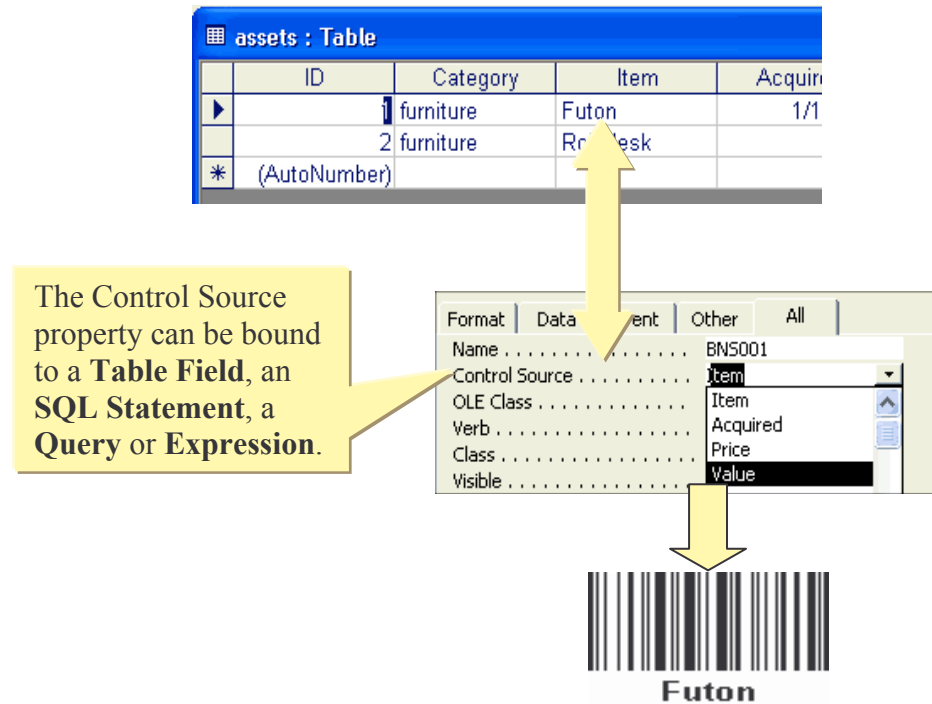 assets : Table
ID Category Item
1 furniture Futon 1/1
2 furniture
(AutoNumber)
The Control Source
property can be bound
to a Table Field, an
SQL Statement, a
Query or Expression.
Format Data Other All
Name . . . . . . . . . . . . . . . . BNS001
Control Source . . . . . . . . . . Item
OLE Class . . . . . . . . . . . . . Item
Verb . . . . . . . . . . . . . . . . . Acquired
Class . . . . . . . . . . . . . . . . . Price
Visible . . . . . . . . . . . . . . . . Value
Futon